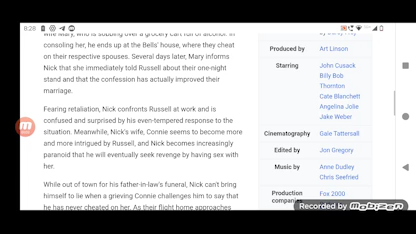 8:28
wife Mary, who is sobbing over a grocery cart full of alcohol. In
consoling her, he ends up at the Bells' house, where they cheat
on their respective spouses. Several days later, Mary informs
Nick that she immediately told Russell about their one-night
stand and that the confession has actually improved their
marriage.
Fearing retaliation, Nick confronts Russell at work and is
confused and surprised by his even-tempered response to the
situation. Meanwhile, Nick's wife, Connie seems to become more
and more intrigued by Russell, and Nick becomes increasingly
paranoid that he will eventually seek revenge by having sex with
her.
While out of town for his father-in-law's funeral, Nick can't bring
himself to lie when a grieving Connie challenges him to say that
he has never cheated on her. As their flight home approaches
Produced by Art Linson
Starring John Cusack
Billy Bob
Thornton
Cate Blanchett
Angelina Jolie
Jake Weber
Cinematography Gale Tattersall
Edited by Jon Gregory
Music by Anne Dudley
Chris Seefried
Production Fox 2000
companies
Recorded by Mobizen